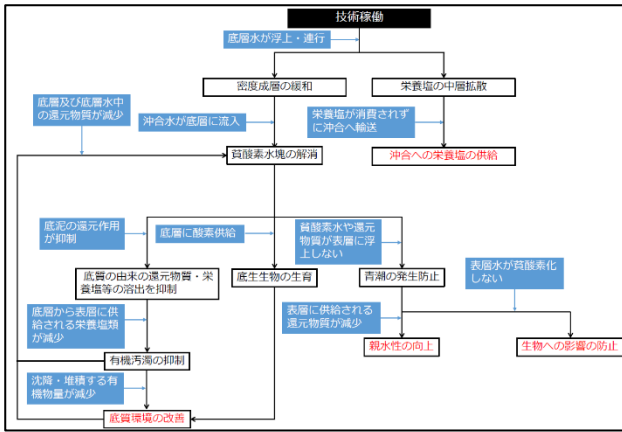 技術稼働
底層水が浮上・連行
密度成層の緩和
栄養塩の中層拡散
底層及び底層水中
の還元物質が減少
沖合水が底層に流入
栄養塩が消費されず
に沖合へ輸送
貧酸素水塊の解消
沖合への栄養塩の供給
底泥の還元作用
が抑制
底層に酸素供給
貧酸素水や還元
物質が表層に浮
上しない
表層水が貧酸素化
しない
底質の由来の還元物質・栄
養塩等の溶出を抑制
底生生物の生育
青潮の発生防止
底層から表層に供
給される栄養塩類
が減少
表層に供給される
還元物質が減少
有機汚濁の抑制
親水性の向上
生物への影響の防止
沈降・堆積する有
機物量が減少
底質環境の改善